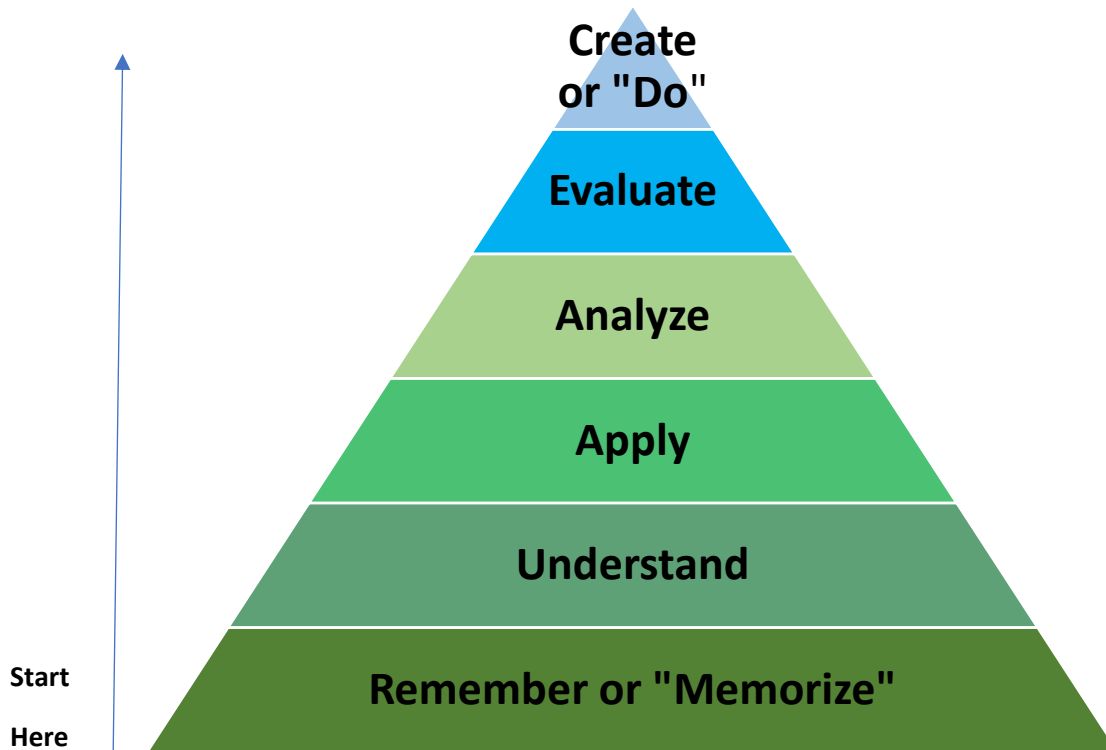 Create
or "Do"
Evaluate
Analyze
Apply
Understand
Remember or "Memorize"
Start
Here